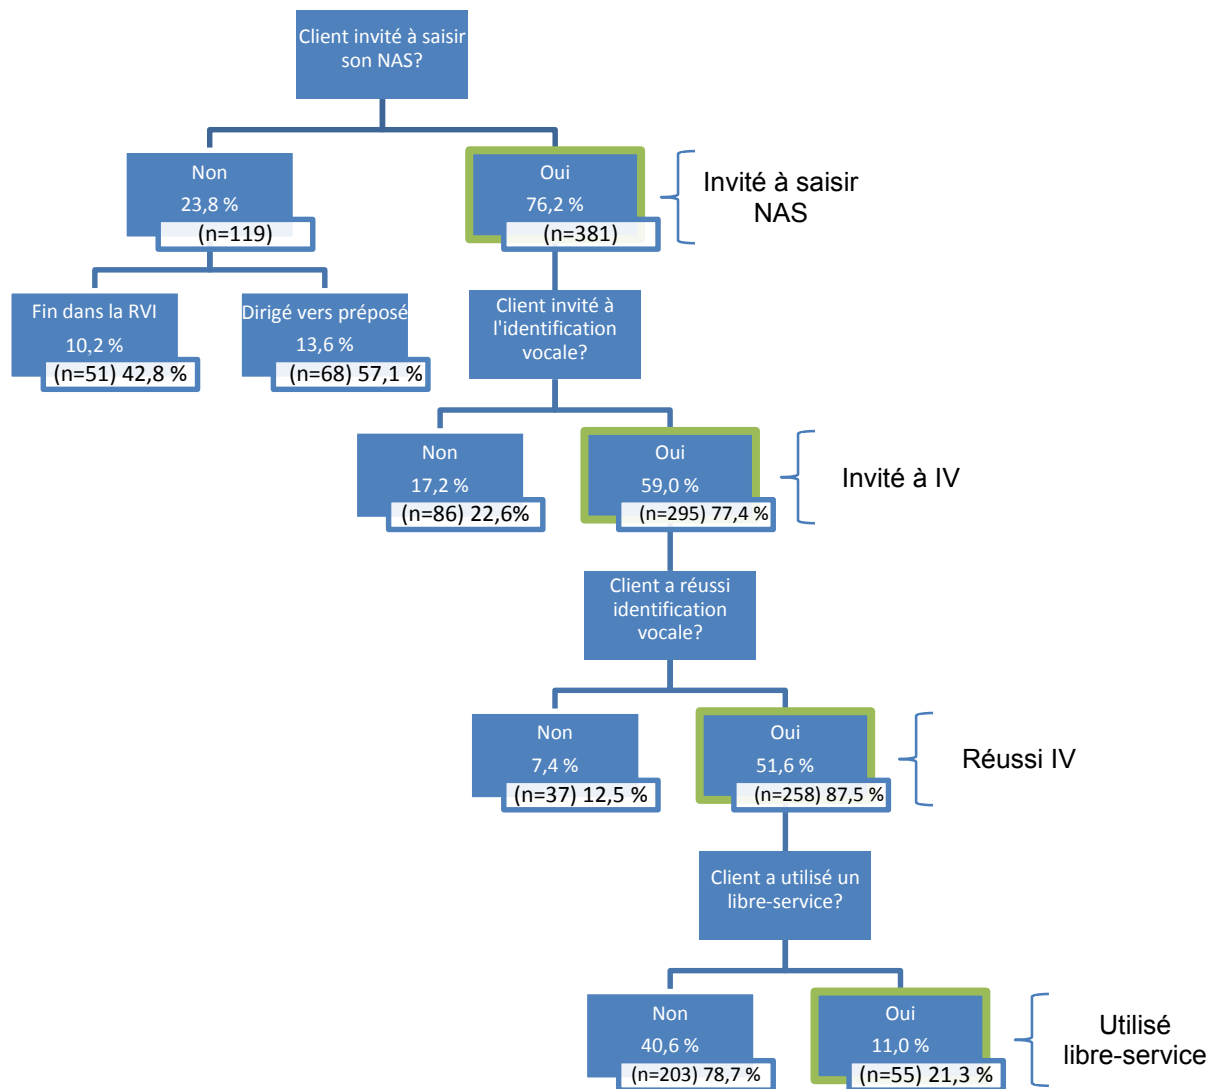 Client invité à saisir
son NAS?
Non
23,8 %
(n=119)
Oui
76,2 %
(n=381)
Invité à saisir
NAS
Fin dans la RVI
10,2 %
(n=51) 42,8 %
Dirigé vers préposé
13,6 %
(n=68) 57,1 %
Client invité à
l'identification
vocale?
Non
17,2 %
(n=86) 22,6%
Oui
59,0 %
(n=295) 77,4 %
Invité à IV
Client a réussi
identification
vocale?
Non
7,4 %
(n=37) 12,5 %
Oui
51,6 %
(n=258) 87,5 %
Réussi IV
Client a utilisé un
libre-service?
Non
40,6 %
(n=203) 78,7 %
Oui
11,0 %
(n=55) 21,3 %
Utilisé
libre-service